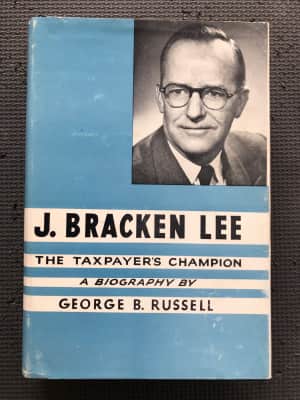 J. BRACKEN LEE
THE TAXPAYER'S CHAMPION
A BIOGRAPHY BY
GEORGE B. RUSSELL